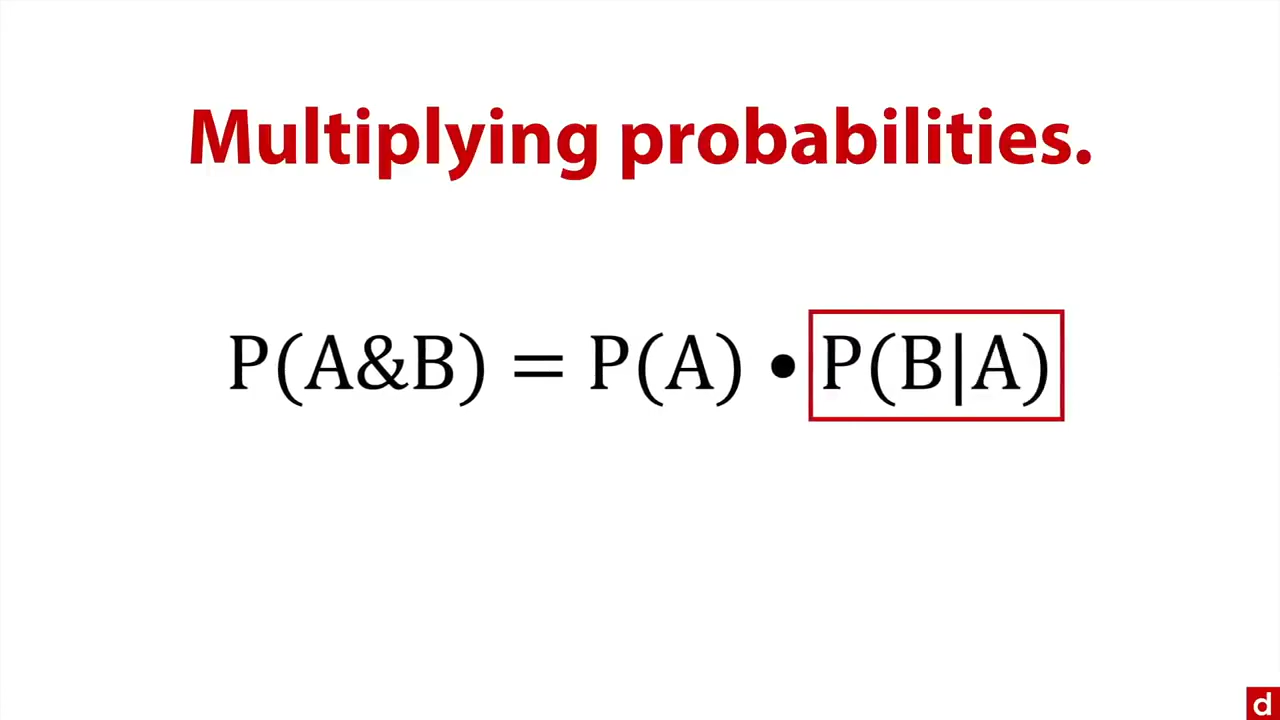 Multiplying probabilities.
P(A&B) = P(A) • P(B|A)
d